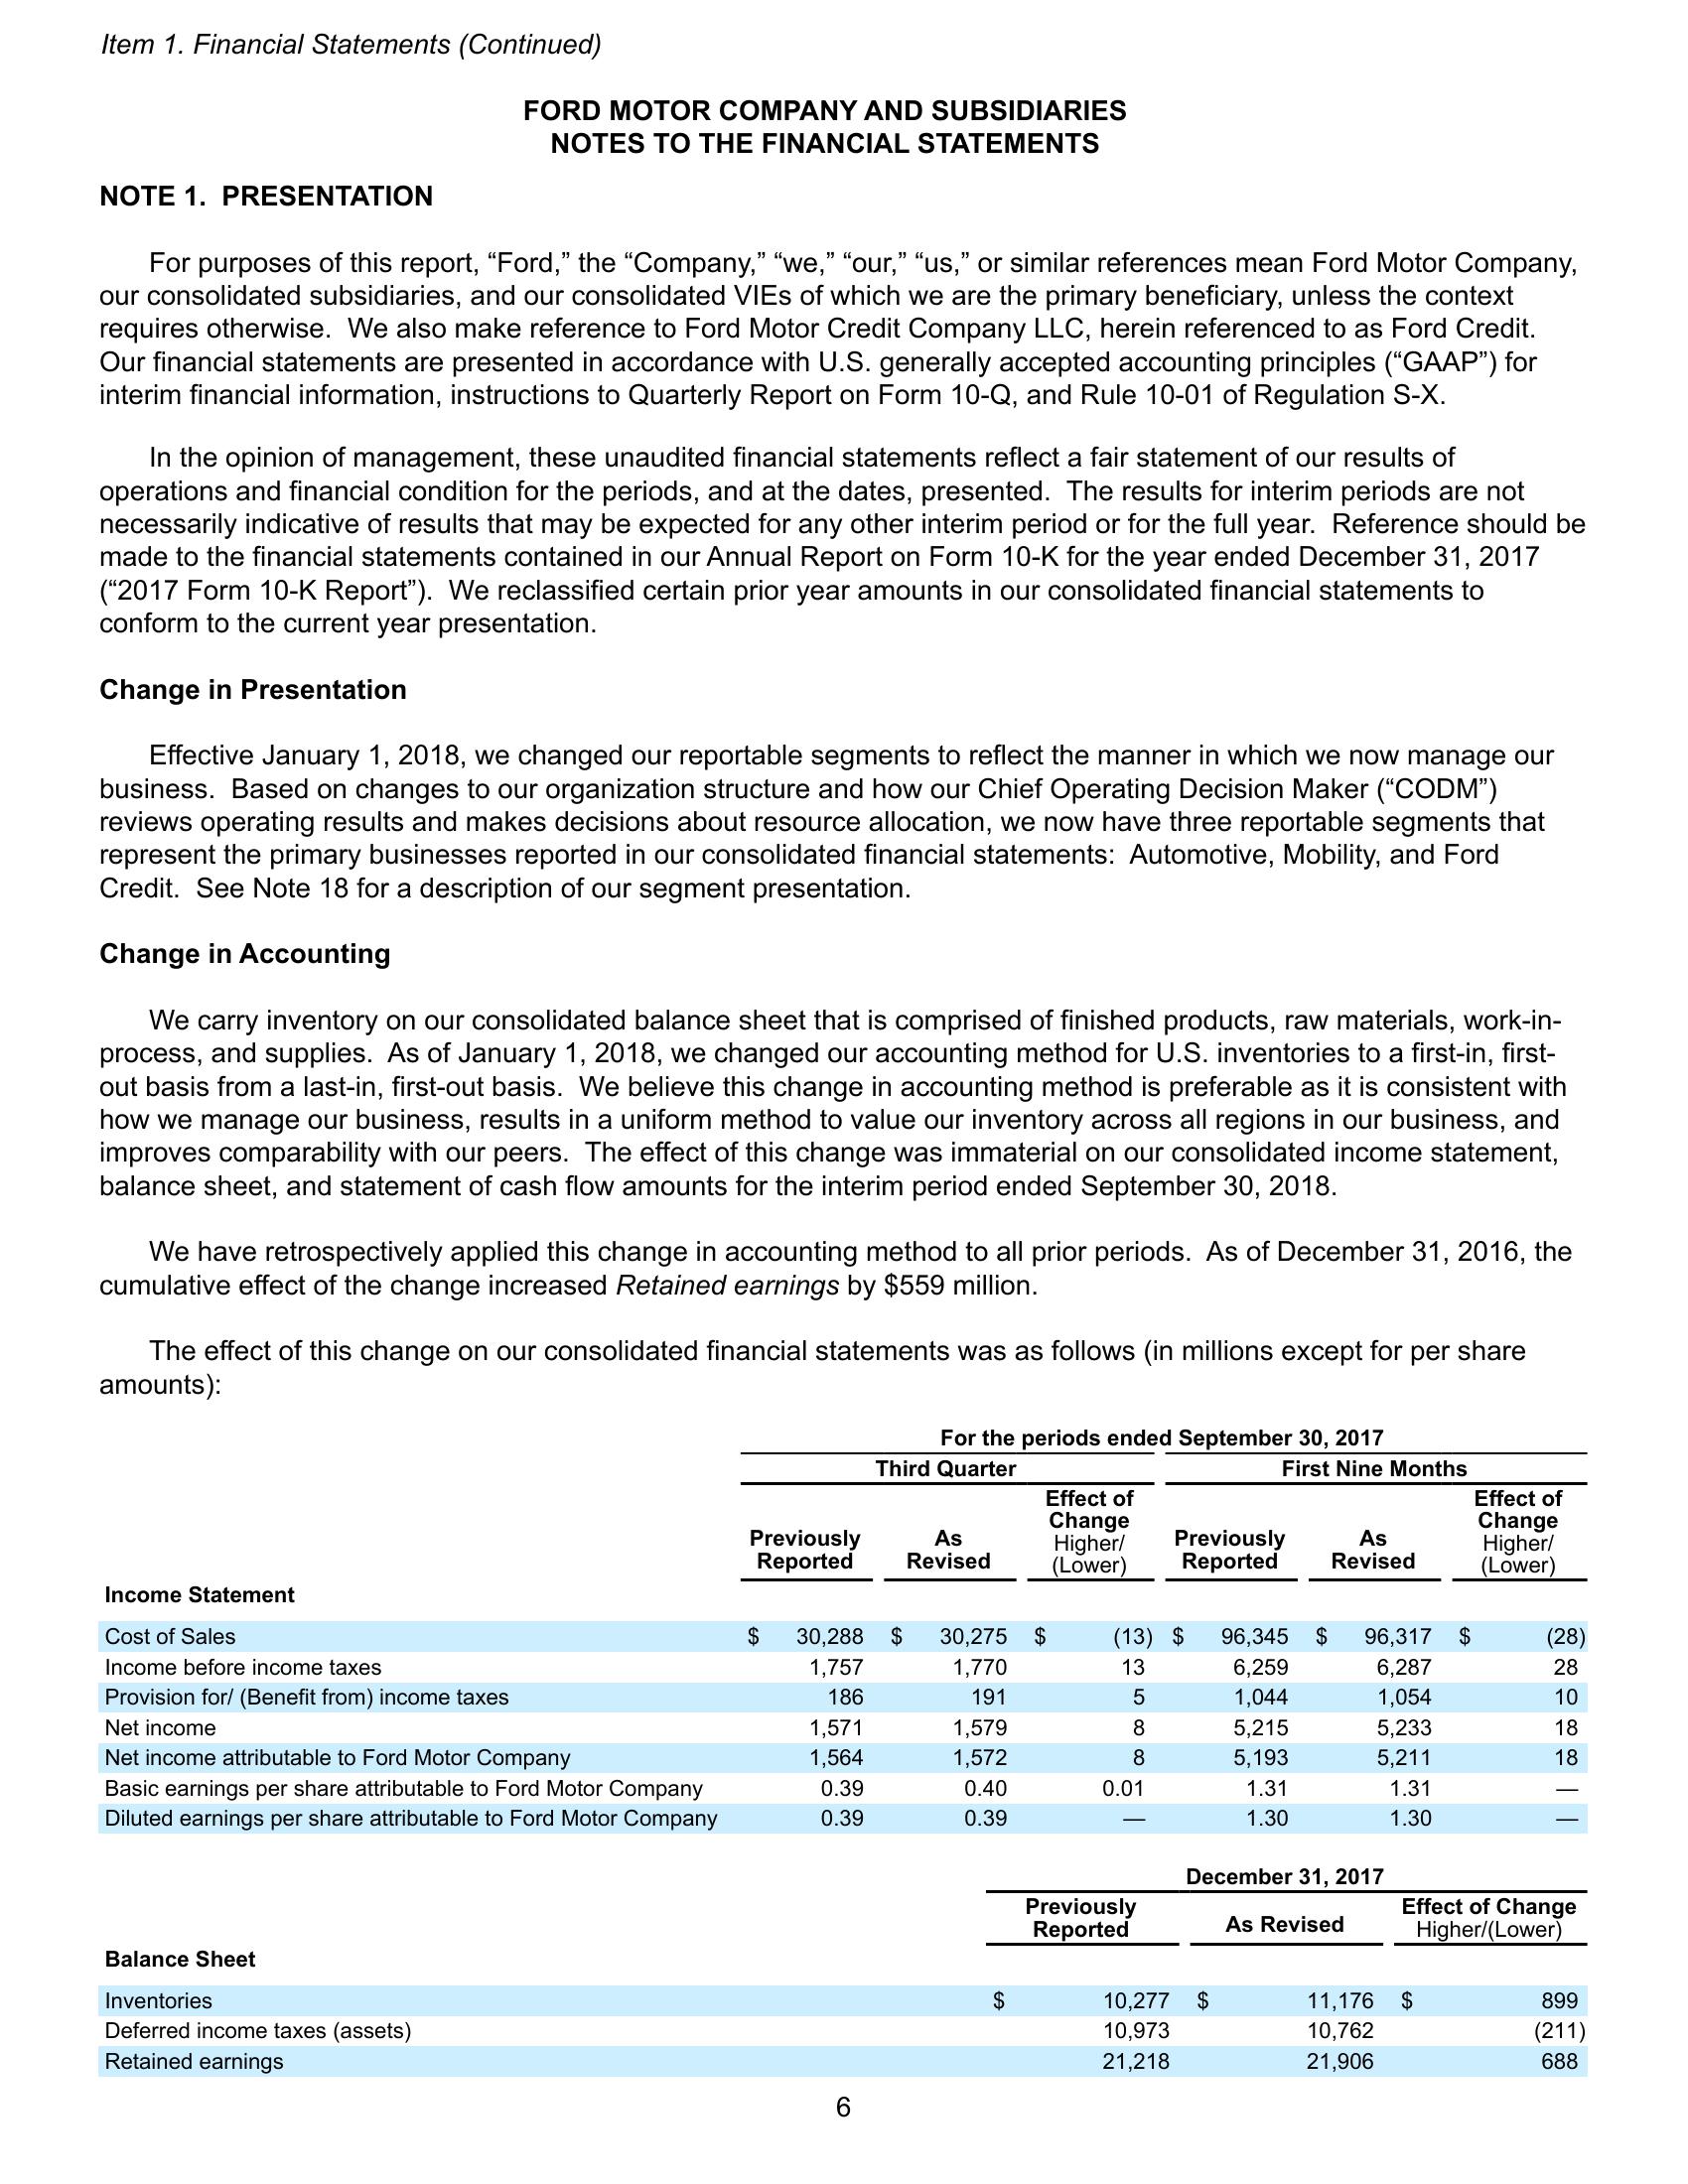 Item 1. Financial Statements (Continued)
FORD MOTOR COMPANY AND SUBSIDIARIES
NOTES TO THE FINANCIAL STATEMENTS
NOTE 1.  PRESENTATION
For purposes of this report, “Ford,” the “Company,” “we,” “our,” “us,” or similar references mean Ford Motor Company,
our consolidated subsidiaries, and our consolidated VIEs of which we are the primary beneficiary, unless the context
requires otherwise.  We also make reference to Ford Motor Credit Company LLC, herein referenced to as Ford Credit.
Our financial statements are presented in accordance with U.S. generally accepted accounting principles (“GAAP”) for
interim financial information, instructions to Quarterly Report on Form 10-Q, and Rule 10-01 of Regulation S-X.
In the opinion of management, these unaudited financial statements reflect a fair statement of our results of
operations and financial condition for the periods, and at the dates, presented.  The results for interim periods are not
necessarily indicative of results that may be expected for any other interim period or for the full year.  Reference should be
made to the financial statements contained in our Annual Report on Form 10-K for the year ended December 31, 2017
(“2017 Form 10-K Report”).  We reclassified certain prior year amounts in our consolidated financial statements to
conform to the current year presentation.
Change in Presentation
Effective January 1, 2018, we changed our reportable segments to reflect the manner in which we now manage our
business.  Based on changes to our organization structure and how our Chief Operating Decision Maker (“CODM”)
reviews operating results and makes decisions about resource allocation, we now have three reportable segments that
represent the primary businesses reported in our consolidated financial statements:  Automotive, Mobility, and Ford
Credit.  See Note 18 for a description of our segment presentation.
Change in Accounting
We carry inventory on our consolidated balance sheet that is comprised of finished products, raw materials, work-in-
process, and supplies.  As of January 1, 2018, we changed our accounting method for U.S. inventories to a first-in, first-
out basis from a last-in, first-out basis.  We believe this change in accounting method is preferable as it is consistent with
how we manage our business, results in a uniform method to value our inventory across all regions in our business, and
improves comparability with our peers.  The effect of this change was immaterial on our consolidated income statement,
balance sheet, and statement of cash flow amounts for the interim period ended September 30, 2018.
We have retrospectively applied this change in accounting method to all prior periods.  As of December 31, 2016, the
cumulative effect of the change increased Retained earnings by $559 million.
The effect of this change on our consolidated financial statements was as follows (in millions except for per share
amounts):
For the periods ended September 30, 2017
Third Quarter First Nine Months
Effect of Effect of
Change Change
Previously As Higher/ Previously As Higher/
Reported Revised (Lower) Reported Revised (Lower)
Income Statement
Cost of Sales $ 30,288 $ 30,275 $ (13) $ 96,345 $ 96,317 $ (28)
Income before income taxes 1,757 1,770 13 6,259 6,287 28
Provision for/ (Benefit from) income taxes 186 191 5 1,044 1,054 10
Net income 1,571 1,579 8 5,215 5,233 18
Net income attributable to Ford Motor Company 1,564 1,572 8 5,193 5,211 18
Basic earnings per share attributable to Ford Motor Company 0.39 0.40 0.01 1.31 1.31 —
Diluted earnings per share attributable to Ford Motor Company 0.39 0.39 — 1.30 1.30 —
December 31, 2017
Previously Effect of Change
Reported As Revised Higher/(Lower)
Balance Sheet
Inventories $ 10,277 $ 11,176 $ 899
Deferred income taxes (assets) 10,973 10,762 (211)
Retained earnings 21,218 21,906 688
6